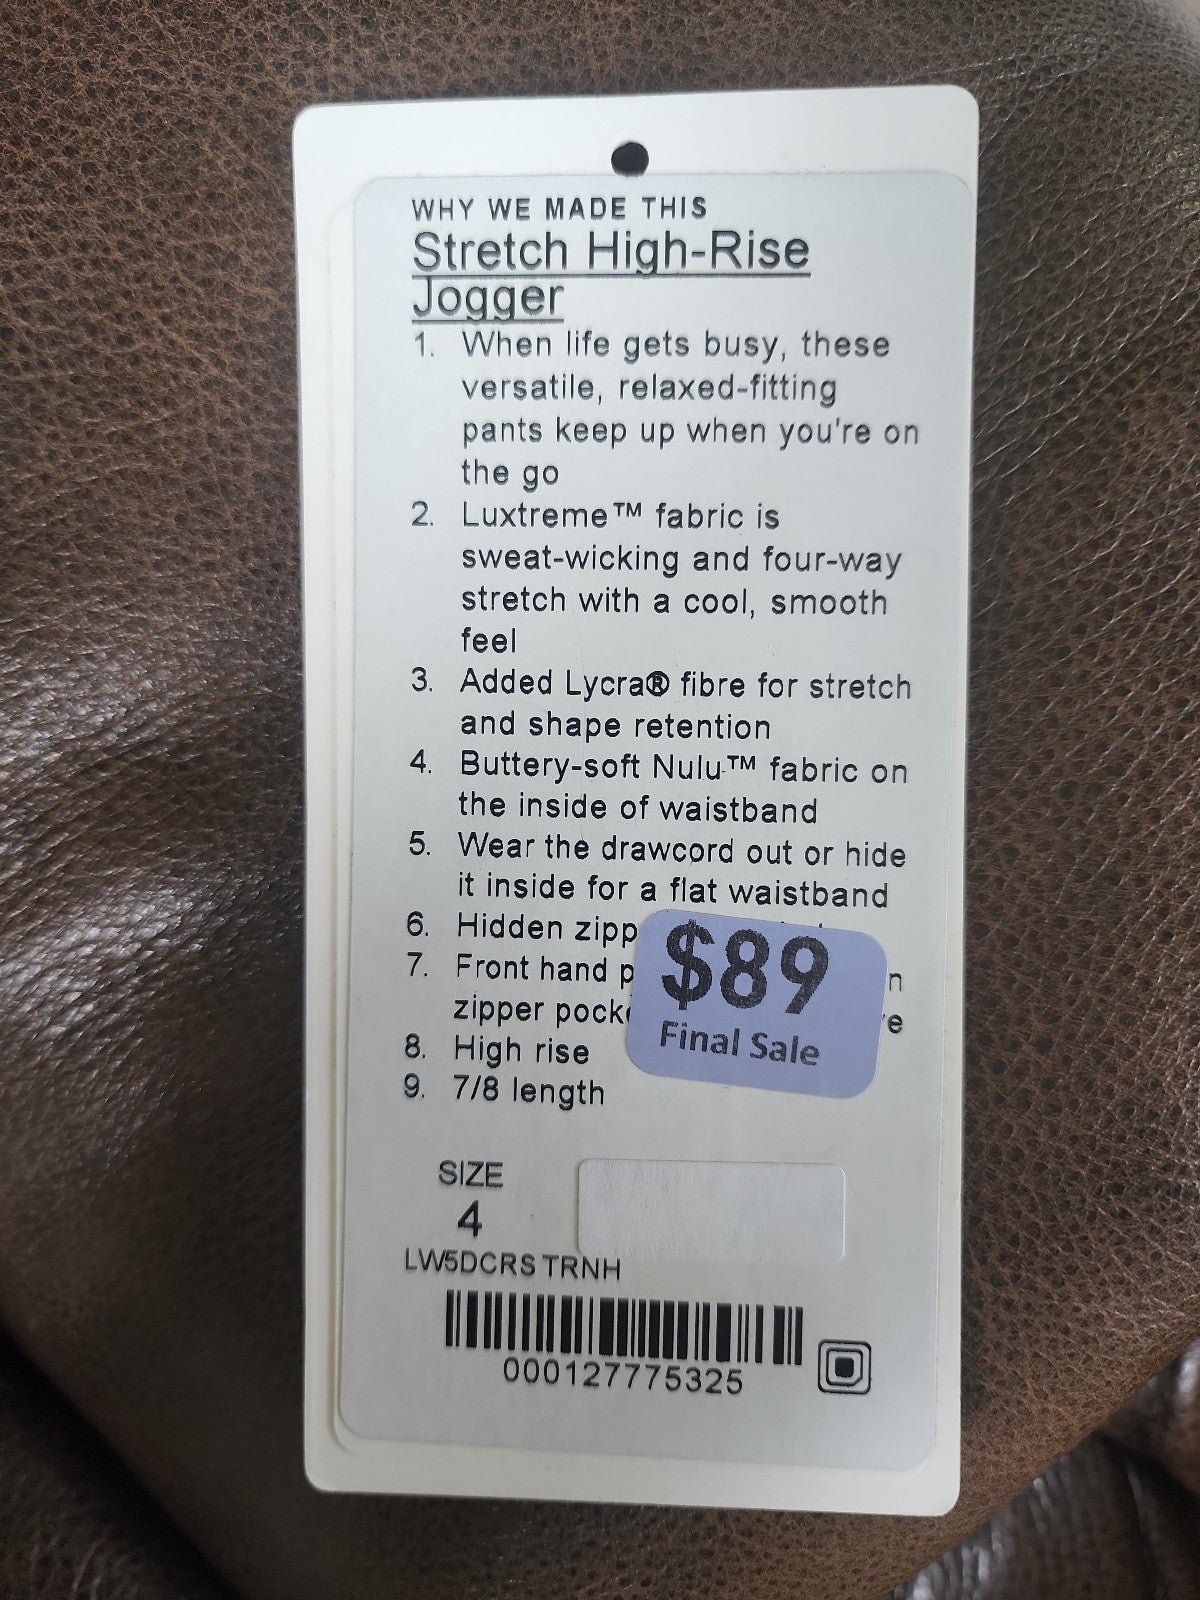 WHY WE MADE THIS
Stretch High-Rise
Jogger
1. When life gets busy, these
versatile, relaxed-fitting
pants keep up when you're on
the go
2. Luxtreme™ fabric is
sweat-wicking and four-way
stretch with a cool, smooth
feel
3. Added Lycra® fibre for stretch
and shape retention
4. Buttery-soft Nulu™ fabric on
the inside of waistband
5. Wear the drawcord out or hide
it inside for a flat waistband
6. Hidden
7. Front hand
zipper
8. High rise
9. 7/8 length
$89
Final Sale
SIZE
4
LW5DCRS TRNH
000127775325